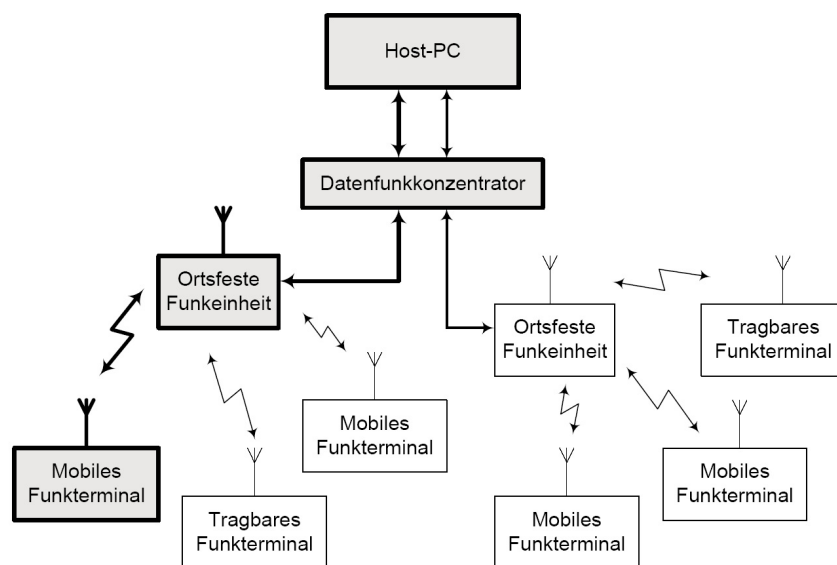 Host-PC
Datenfunkkonzentrator
Ortsfeste
Funkeinheit
Ortsfeste
Funkeinheit
Tragbares
Funkterminal
Mobiles
Funkterminal
Mobiles
Funkterminal
Mobiles
Funkterminal
Tragbares
Funkterminal
Mobiles
Funkterminal